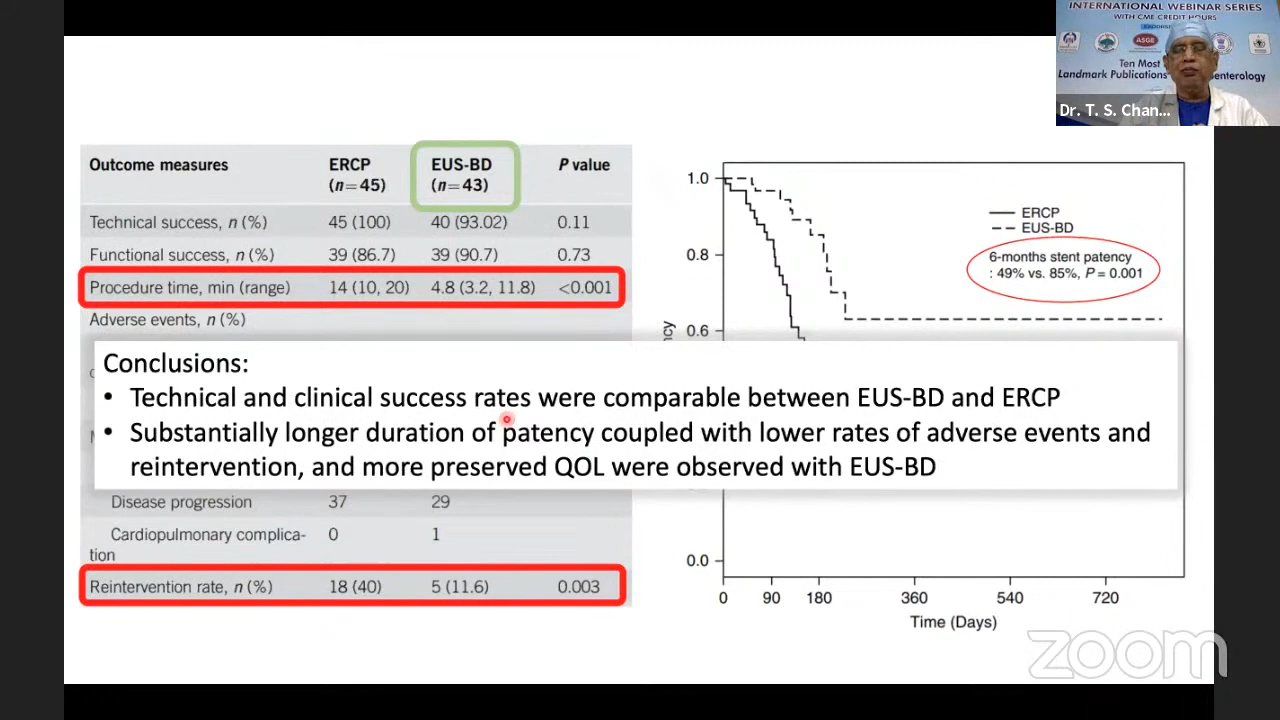 INTERNATIONAL WEBINAR SERIES
WITH CME CREDIT HOURS
ASGE
Ten Most
Landmark Publications
enterology
Dr. T. S. Chan...
Outcome measures ERCP (n=45) EUS-BD (n=43) P value
Technical success, n (%) 45 (100) 40 (93.02) 0.11
Functional success, n (%) 39 (86.7) 39 (90.7) 0.73
Procedure time, min (range) 14 (10, 20) 4.8 (3.2, 11.8) <0.001
Adverse events, n (%)
Conclusions:
• Technical and clinical success rates were comparable between EUS-BD and ERCP
• Substantially longer duration of patency coupled with lower rates of adverse events and
reintervention, and more preserved QOL were observed with EUS-BD
Disease progression 37 29
Cardiopulmonary complica- 0 1
tion
Reintervention rate, n (%) 18 (40) 5 (11.6) 0.003
1.0
ERCP
EUS-BD
0.8
6-months stent patency
: 49% vs. 85%, P = 0.001
0.6
0.0
0 90 180 360 540 720
Time (Days)
zoom